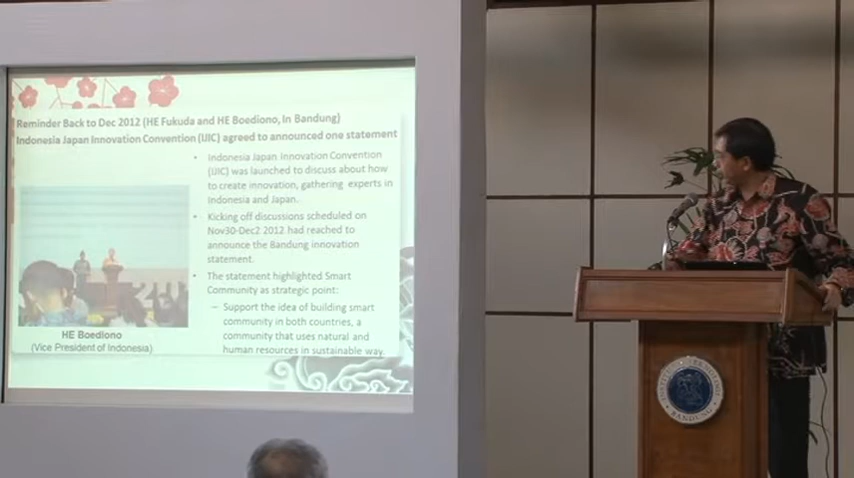 Reminder Back to Dec 2012 (HE Fukuda and HE Boediono, In Bandung)
Indonesia Japan Innovation Convention (IJIC) agreed to announced one statement
• Indonesia Japan Innovation Convention
(IJIC) was launched to discuss about how
to create innovation, gathering experts in
Indonesia and Japan.
• Kicking off discussions scheduled on
Nov30-Dec2 2012 had reached to
announce the Bandung innovation
statement.
• The statement highlighted Smart
Community as strategic point:
– Support the idea of building smart
community in both countries, a
community that uses natural and
human resources in sustainable way.
HE Boediono
(Vice President of Indonesia)
INSTITUT TEKNOLOGI
BANDUNG